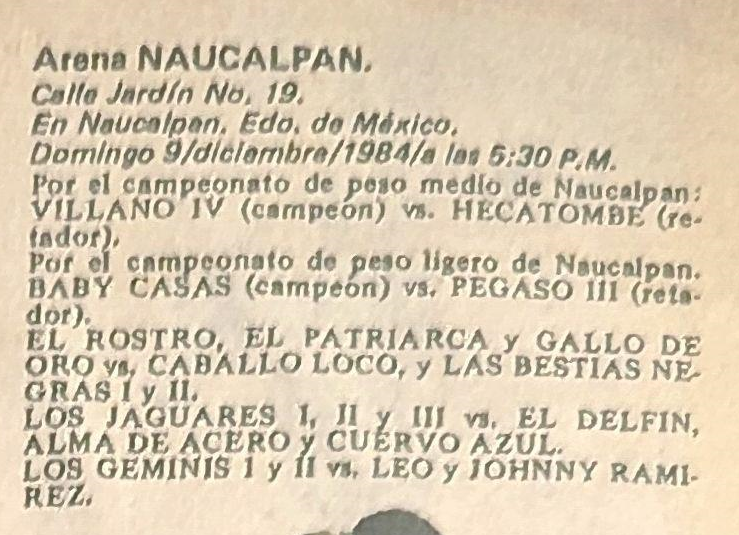 Arena NAUCALPAN.
Calle Jardín No. 19.
En Naucalpan, Edo. de México.
Domingo 9/diciembre/1984/a las 5:30 P.M.
Por el campeonato de peso medio de Naucalpan:
VILLANO IV (campeón) vs. HECATOMBE (re-
tador).
Por el campeonato de peso ligero de Naucalpan.
BABY CASAS (campeón) vs. PEGASO III (reta-
dor).
EL ROSTRO, EL PATRIARCA y GALLO DE
ORO vs. CABALLO LOCO, y LAS BESTIAS NE-
GRAS I y II.
LOS JAGUARES I, II y III vs. EL DELFIN,
ALMA DE ACERO y CUERVO AZUL.
LOS GEMINIS I y II vs. LEO y JOHNNY RAMI-
REZ.